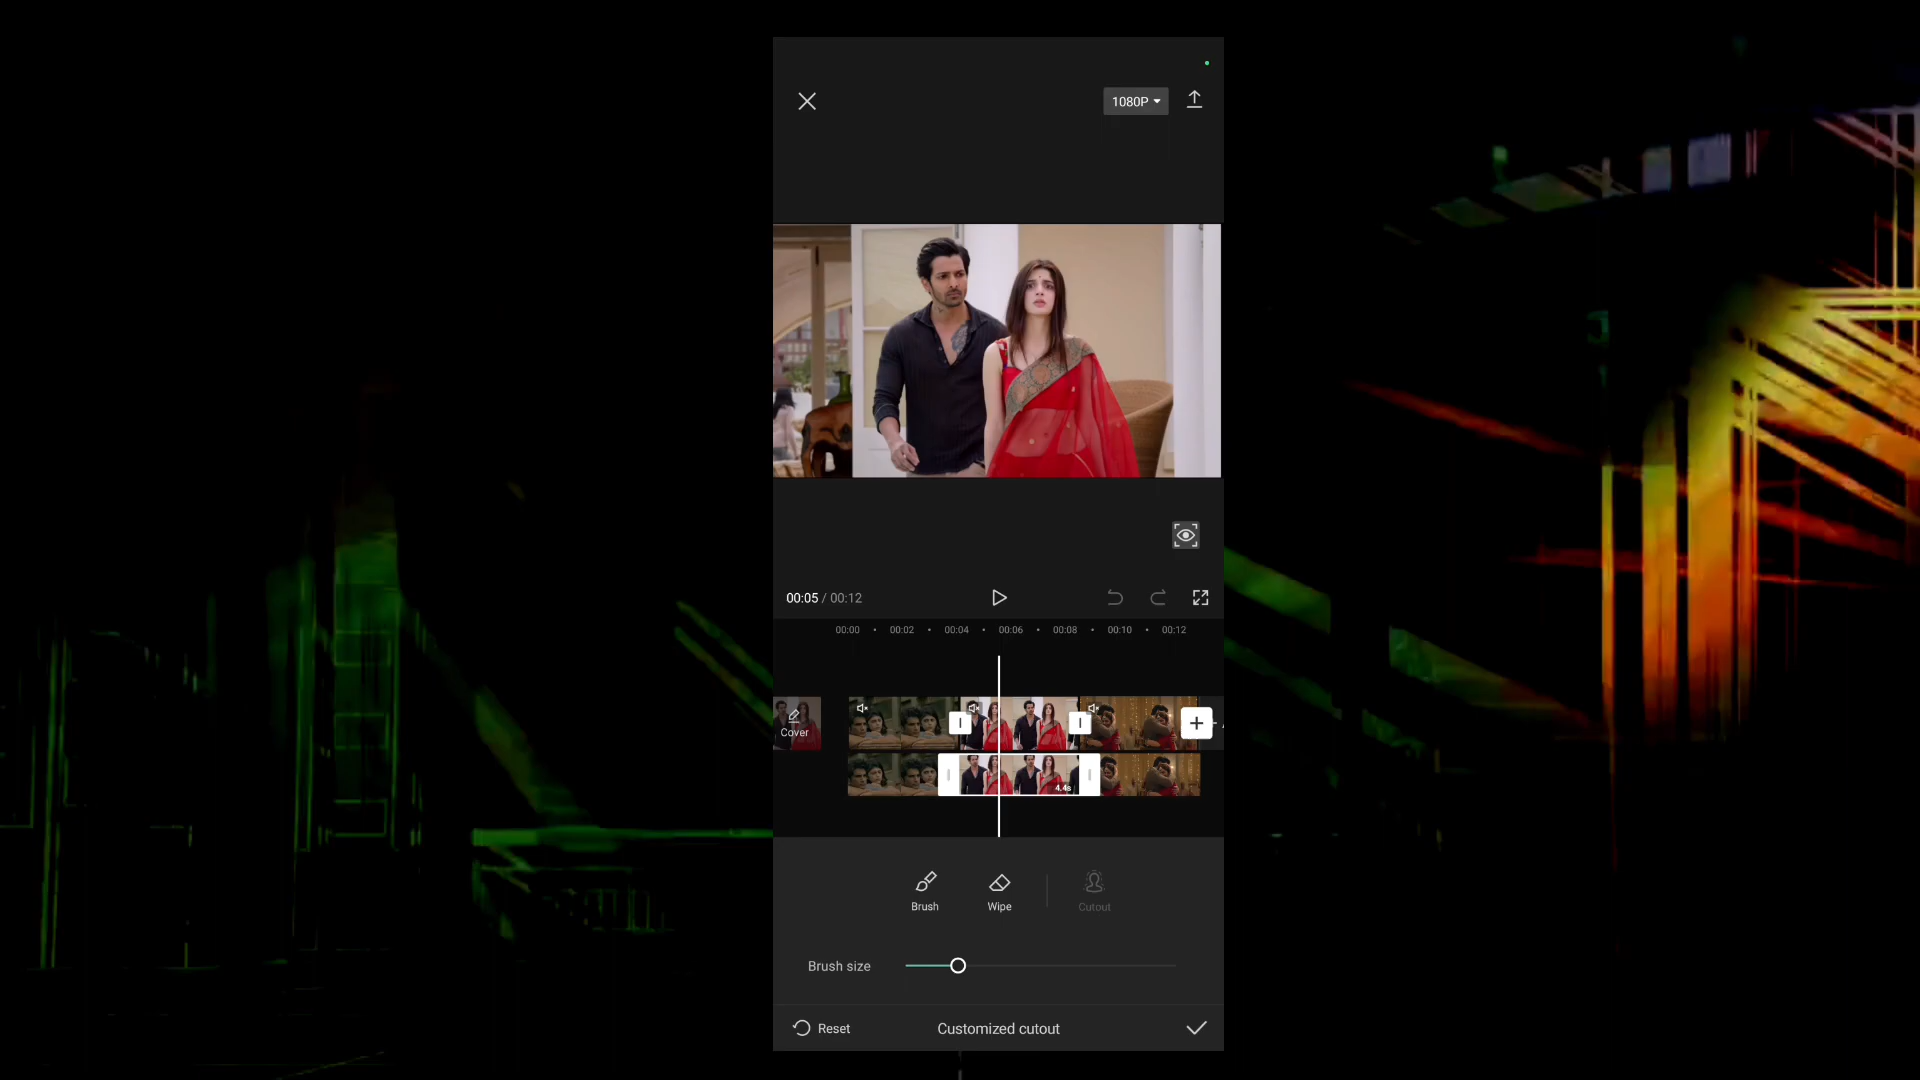 1080P
00:05 / 00:12
00:00 • 00:02 • 00:04 • 00:06 • 00:08 • 00:10 • 00:12
Cover
4.4s
Brush Wipe Cutout
Brush size
Reset Customized cutout